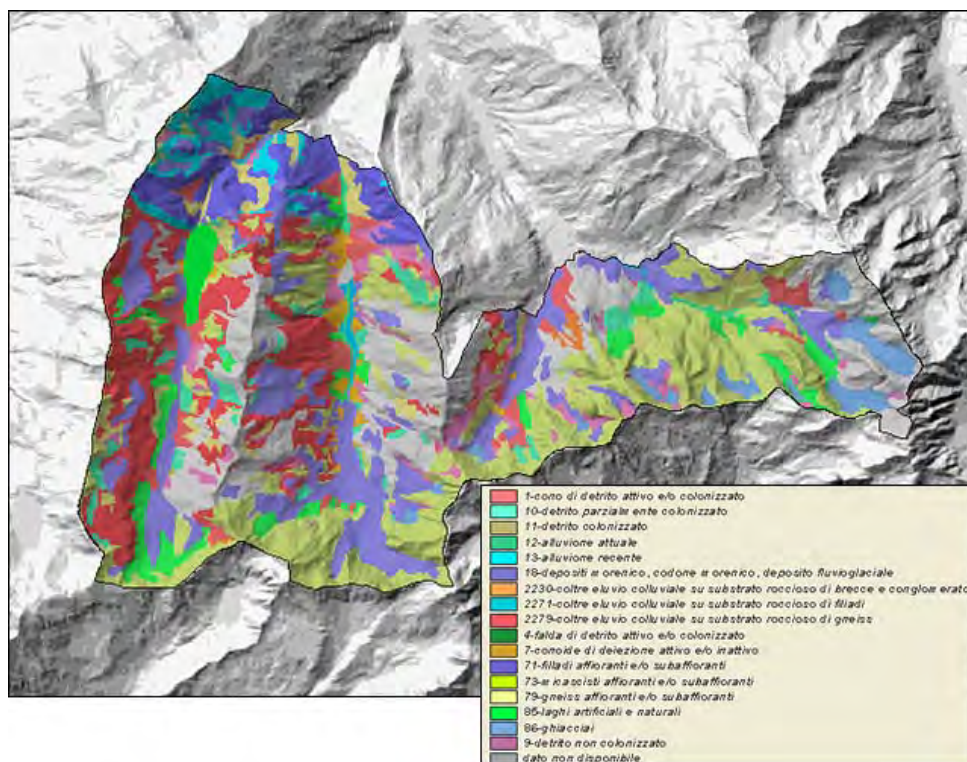 1-cono di detrito attivo e/o colonizzato
10-detrito parzialmente colonizzato
11-detrito colonizzato
12-alluvione attuale
13-alluvione recente
18-depositi morenico, cordone morenico, deposito fluvioglaciale
2230-coltre eluvio colluviale su substrato roccioso di brecce e conglomerato
2271-coltre eluvio colluviale su substrato roccioso di filladi
2279-coltre eluvio colluviale su substrato roccioso di gneiss
4-falda di detrito attivo e/o colonizzato
7-conoide di deiezione attivo e/o inattivo
71-filladi affioranti e/o subaffioranti
73-micascisti affioranti e/o subaffioranti
79-gneiss affioranti e/o subaffioranti
85-laghi artificiali e naturali
86-ghiacciai
9-detrito non colonizzato
dato non disponibile